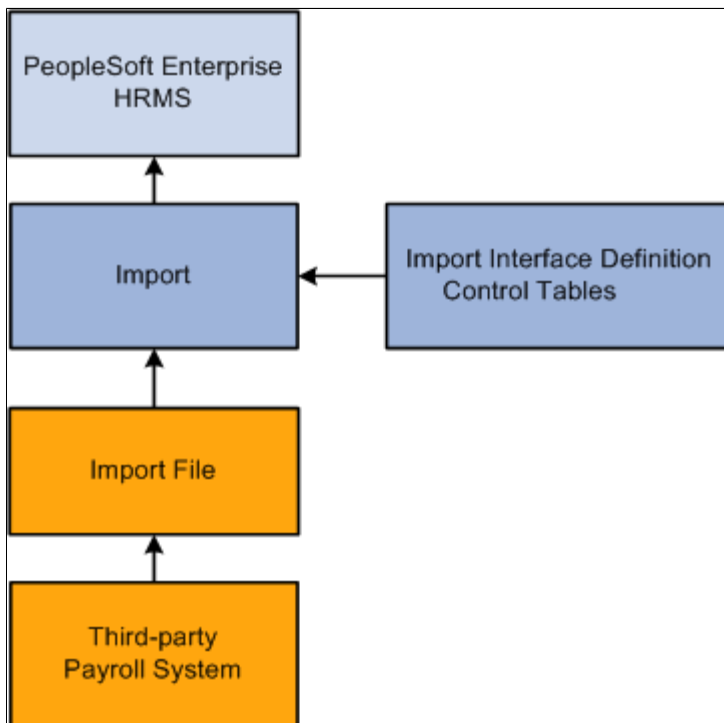 PeopleSoft Enterprise
HRMS
Import
Import Interface Definition
Control Tables
Import File
Third-party
Payroll System